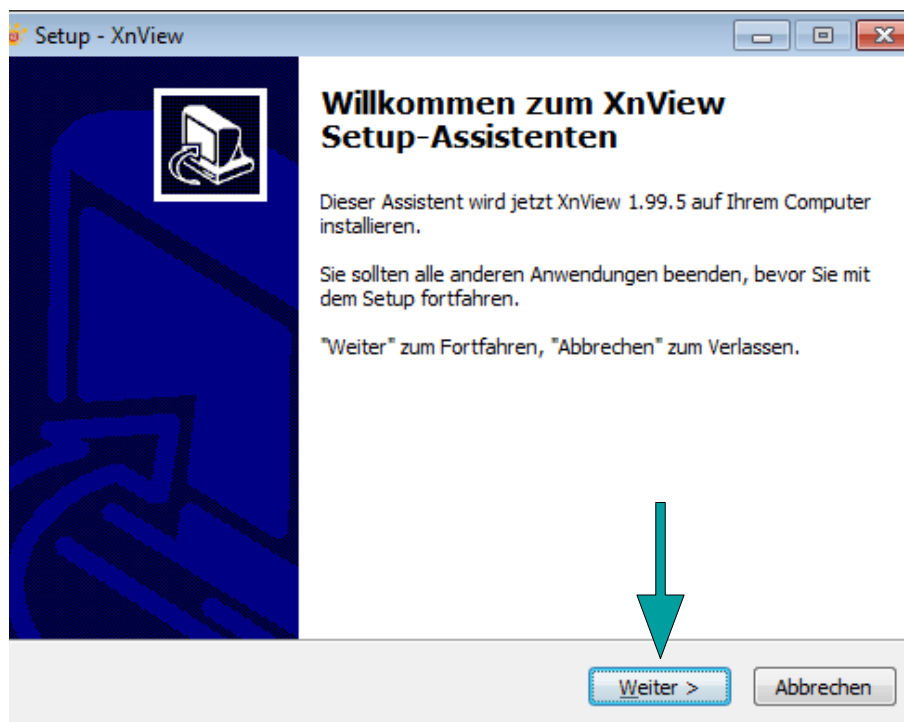 Setup - XnView
Willkommen zum XnView
Setup-Assistenten
Dieser Assistent wird jetzt XnView 1.99.5 auf Ihrem Computer
installieren.
Sie sollten alle anderen Anwendungen beenden, bevor Sie mit
dem Setup fortfahren.
"Weiter" zum Fortfahren, "Abbrechen" zum Verlassen.
Weiter > Abbrechen